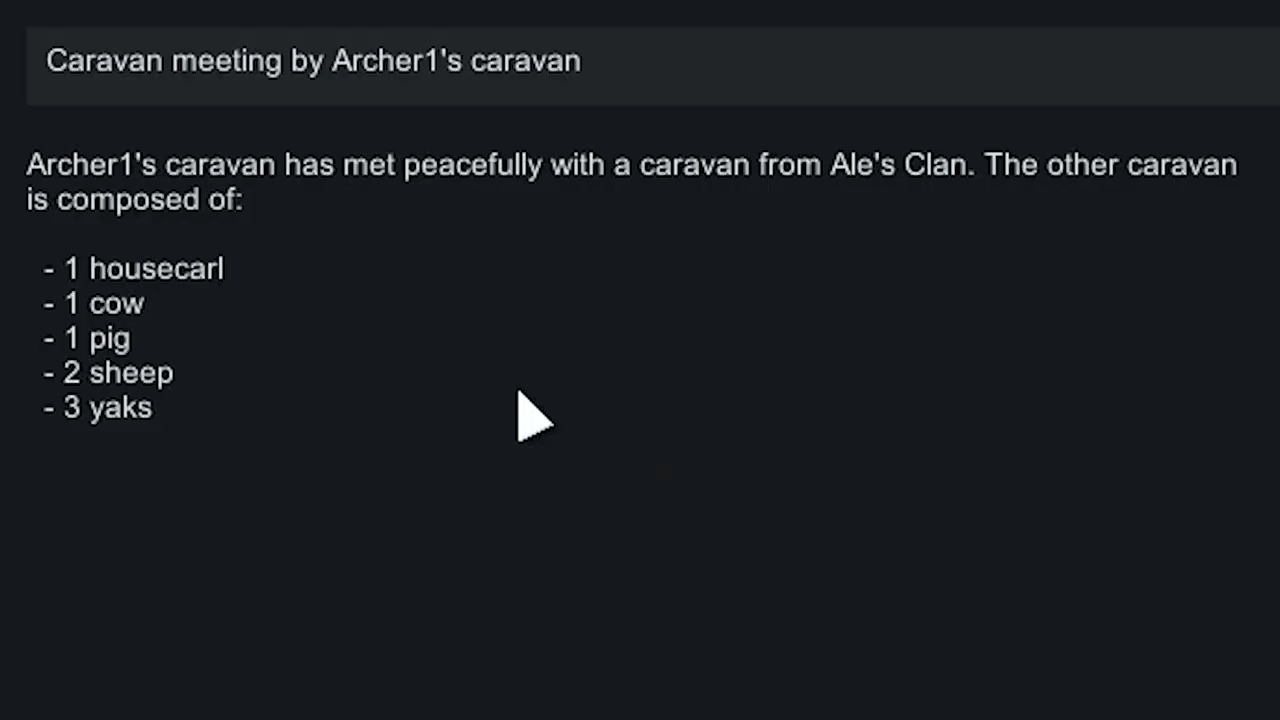 Caravan meeting by Archer1's caravan
Archer1's caravan has met peacefully with a caravan from Ale's Clan. The other caravan
is composed of:
- 1 housecarl
- 1 cow
- 1 pig
- 2 sheep
- 3 yaks